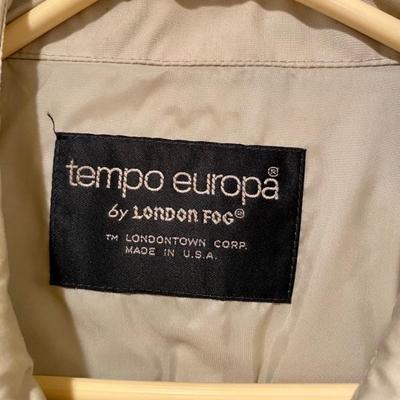 tempo europa®
by LONDON FOG®
TM LONDONTOWN CORP.
MADE IN U.S.A.